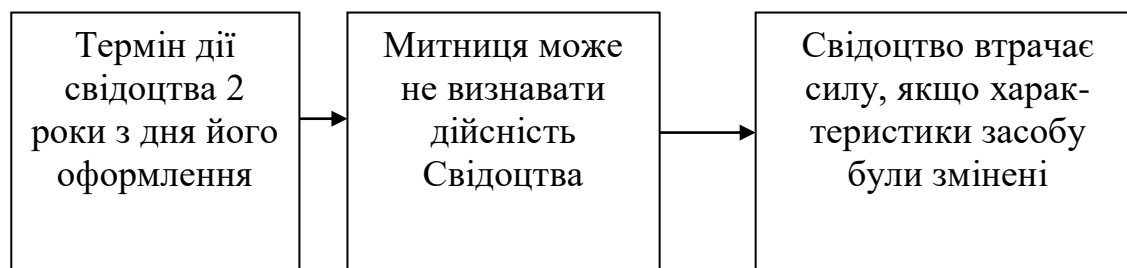 Термін дії
свідоцтва 2
роки з дня його
оформлення
Митниця може
не визнавати
дійсність
Свідоцтва
Свідоцтво втрачає
силу, якщо харак-
теристики засобу
були змінені